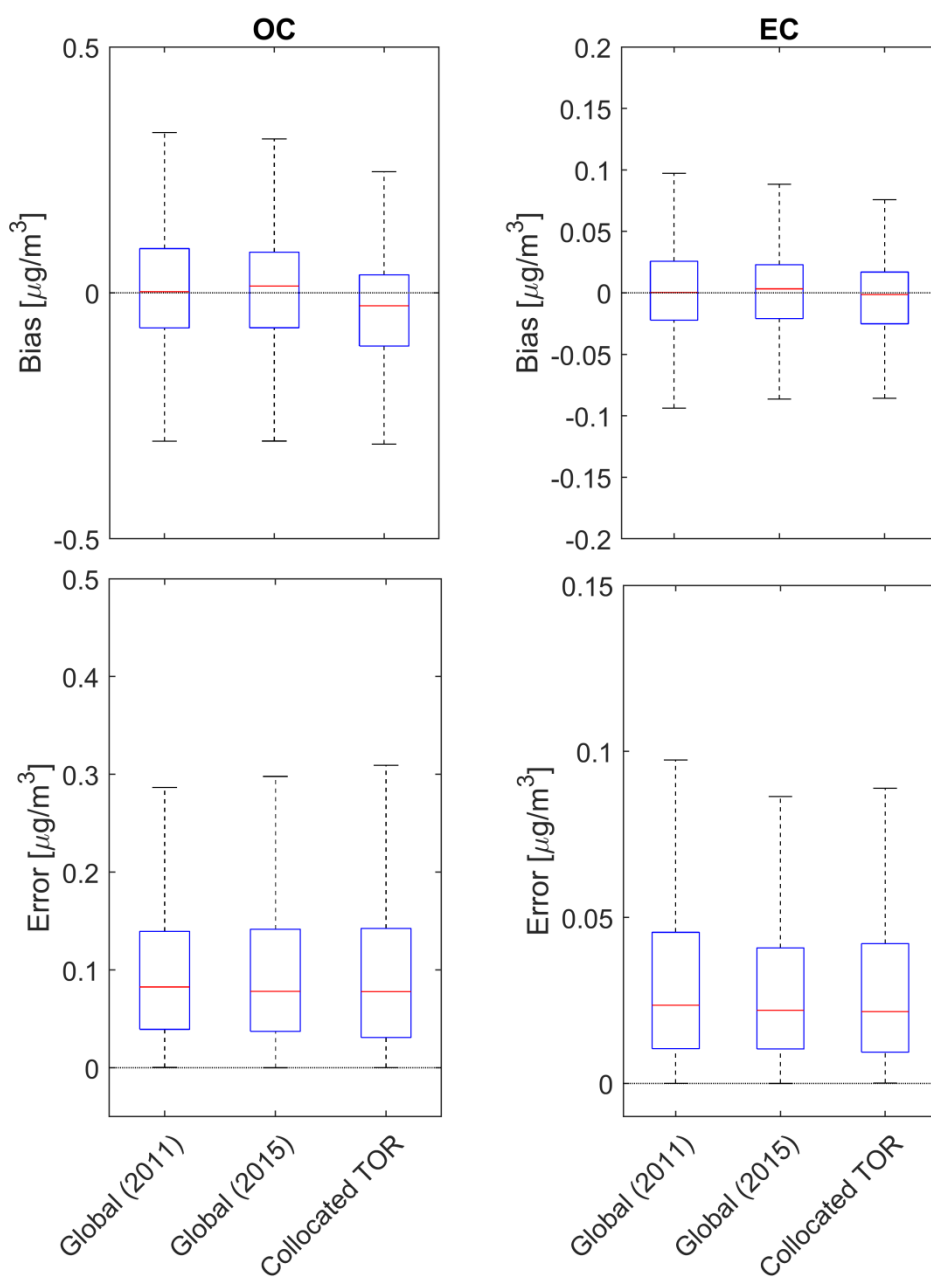 OC
EC
0.5
0
-0.5
Bias [μg/m³]
0.2
0.15
0.1
0.05
0
-0.05
-0.1
-0.15
-0.2
Bias [μg/m³]
0.5
0.4
0.3
0.2
0.1
0
Error [μg/m³]
0.15
0.1
0.05
0
Error [μg/m³]
Global (2011)
Global (2015)
Collocated TOR
Global (2011)
Global (2015)
Collocated TOR